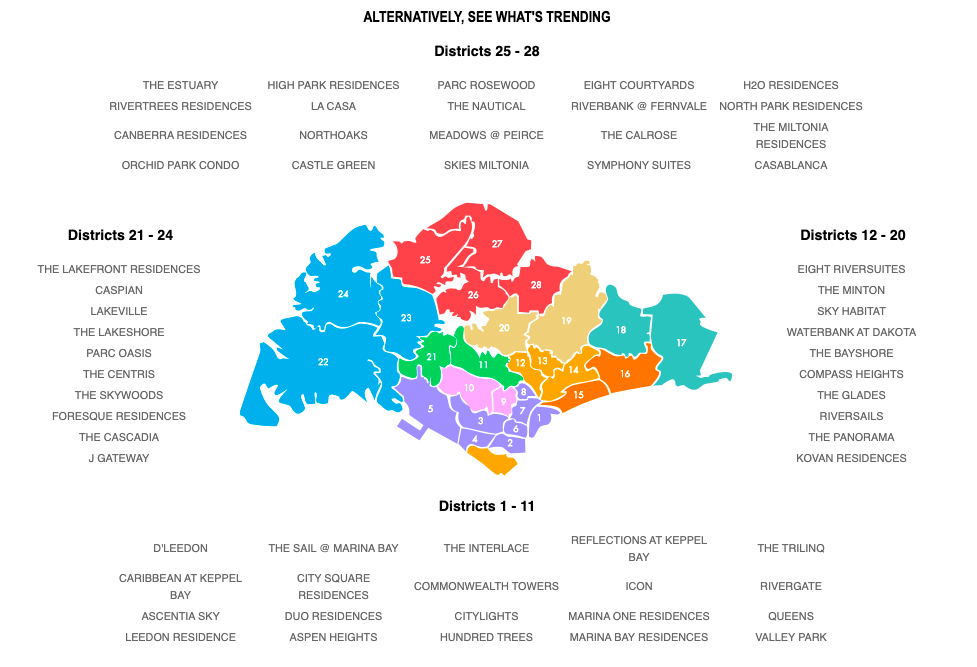 ALTERNATIVELY, SEE WHAT'S TRENDING
Districts 25 - 28
THE ESTUARY HIGH PARK RESIDENCES PARC ROSEWOOD EIGHT COURTYARDS H2O RESIDENCES
RIVERTREES RESIDENCES LA CASA THE NAUTICAL RIVERBANK @ FERNVALE NORTH PARK RESIDENCES
CANBERRA RESIDENCES NORTHOAKS MEADOWS @ PEIRCE THE CALROSE THE MILTONIA
RESIDENCES
ORCHID PARK CONDO CASTLE GREEN SKIES MILTONIA SYMPHONY SUITES CASABLANCA
Districts 21 - 24
THE LAKEFRONT RESIDENCES
CASPIAN
LAKEVILLE
THE LAKESHORE
PARC OASIS
THE CENTRIS
THE SKYWOODS
FORESQUE RESIDENCES
THE CASCADIA
J GATEWAY
27
25
28
26
24
23
19
20
18
17
22
21
11
12
13
14
16
10
15
9
8
5
7
1
3
6
4
2
Districts 12 - 20
EIGHT RIVERSUITES
THE MINTON
SKY HABITAT
WATERBANK AT DAKOTA
THE BAYSHORE
COMPASS HEIGHTS
THE GLADES
RIVERSAILS
THE PANORAMA
KOVAN RESIDENCES
Districts 1 - 11
D'LEEDON THE SAIL @ MARINA BAY THE INTERLACE REFLECTIONS AT KEPPEL
BAY THE TRILINQ
CARIBBEAN AT KEPPEL
BAY CITY SQUARE
RESIDENCES COMMONWEALTH TOWERS ICON RIVERGATE
ASCENTIA SKY DUO RESIDENCES CITYLIGHTS MARINA ONE RESIDENCES QUEENS
LEEDON RESIDENCE ASPEN HEIGHTS HUNDRED TREES MARINA BAY RESIDENCES VALLEY PARK